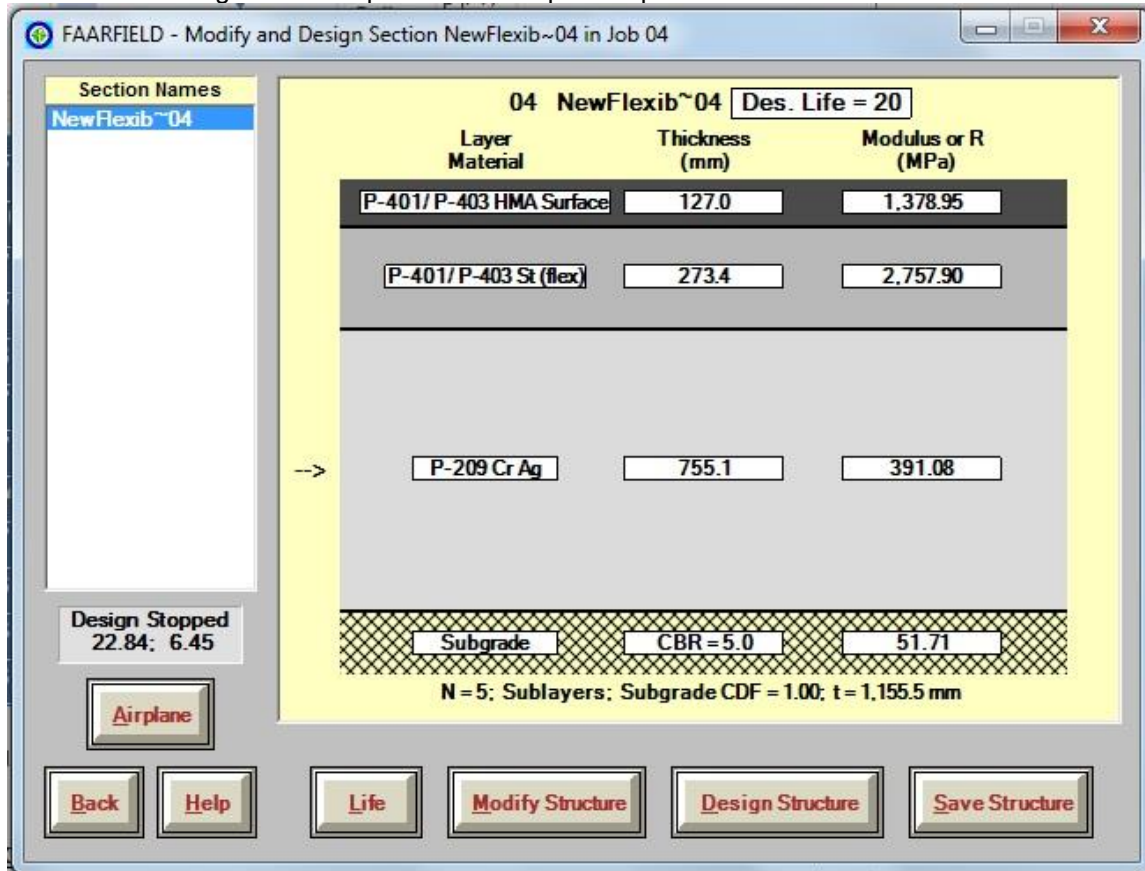 FAARFIELD - Modify and Design Section NewFlexib~04 in Job 04
Section Names
NewFlexib~04
04 NewFlexib~04 Des. Life = 20
Layer Material Thickness (mm) Modulus or R (MPa)
P-401/ P-403 HMA Surface 127.0 1,378.95
P-401/ P-403 St (flex) 273.4 2,757.90
--> P-209 Cr Ag 755.1 391.08
Subgrade CBR = 5.0 51.71
N = 5; Sublayers; Subgrade CDF = 1.00; t = 1,155.5 mm
Design Stopped
22.84; 6.45
Airplane
Back Help Life Modify Structure Design Structure Save Structure